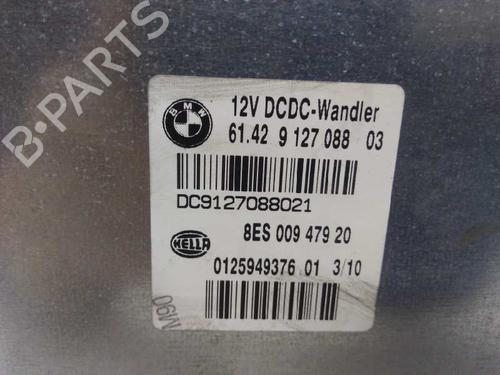 B-PARTS
BMW
12V DCDC-Wandler
61.42 9 127 088 03
DC9127088021
HELLA
8ES 009 479 20
0125949376 01 3/10
M90